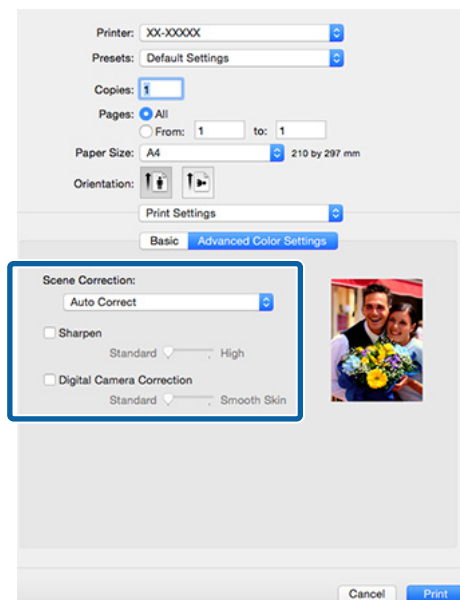 Printer: XX-XXXXX
Presets: Default Settings
Copies: 1
Pages: All
From: 1 to: 1
Paper Size: A4 210 by 297 mm
Orientation:
Print Settings
Basic Advanced Color Settings
Scene Correction:
Auto Correct
Sharpen
Standard High
Digital Camera Correction
Standard Smooth Skin
Cancel Print